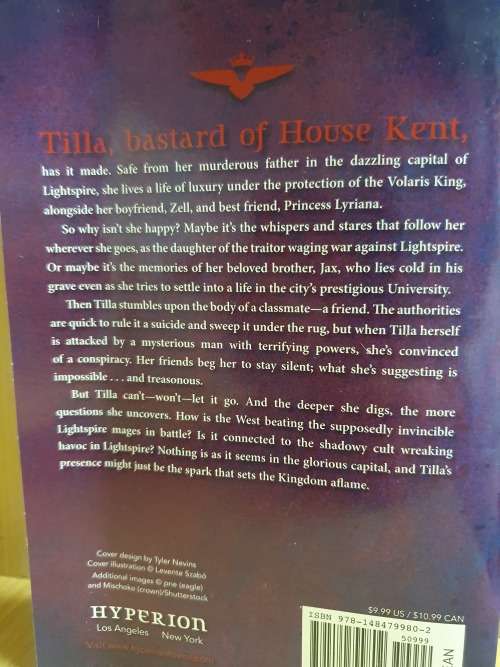 Tilla, bastard of House Kent,
has it made. Safe from her murderous father in the dazzling capital of
Lightspire, she lives a life of luxury under the protection of the Volaris King,
alongside her boyfriend, Zell, and best friend, Princess Lyriana.
So why isn't she happy? Maybe it's the whispers and stares that follow her
wherever she goes, as the daughter of the traitor waging war against Lightspire.
Or maybe it's the memories of her beloved brother, Jax, who lies cold in his
grave even as she tries to settle into a life in the city's prestigious University.
Then Tilla stumbles upon the body of a classmate—a friend. The authorities
are quick to rule it a suicide and sweep it under the rug, but when Tilla herself
is attacked by a mysterious man with terrifying powers, she's convinced
of a conspiracy. Her friends beg her to stay silent; what she's suggesting is
impossible . . . and treasonous.
But Tilla can't—won't—let it go. And the deeper she digs, the more
questions she uncovers. How is the West beating the supposedly invincible
Lightspire mages in battle? Is it connected to the shadowy cult wreaking
havoc in Lightspire? Nothing is as it seems in the glorious capital, and Tilla's
presence might just be the spark that sets the Kingdom aflame.
Cover design by Tyler Nevins
Cover illustration © Levente Szabó
Additional images © pne (eagle)
and Mischoko (crown)/Shutterstock
HYPERION
Los Angeles New York
$9.99 US / $10.99 CAN
ISBN 978-148479980-2
50999